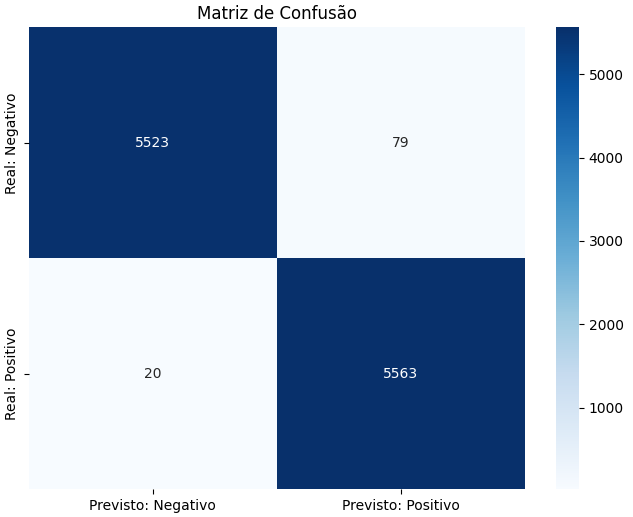 Matriz de Confusão
Real: Negativo
5523
79
Real: Positivo
20
5563
Previsto: Negativo
Previsto: Positivo
5000
4000
3000
2000
1000